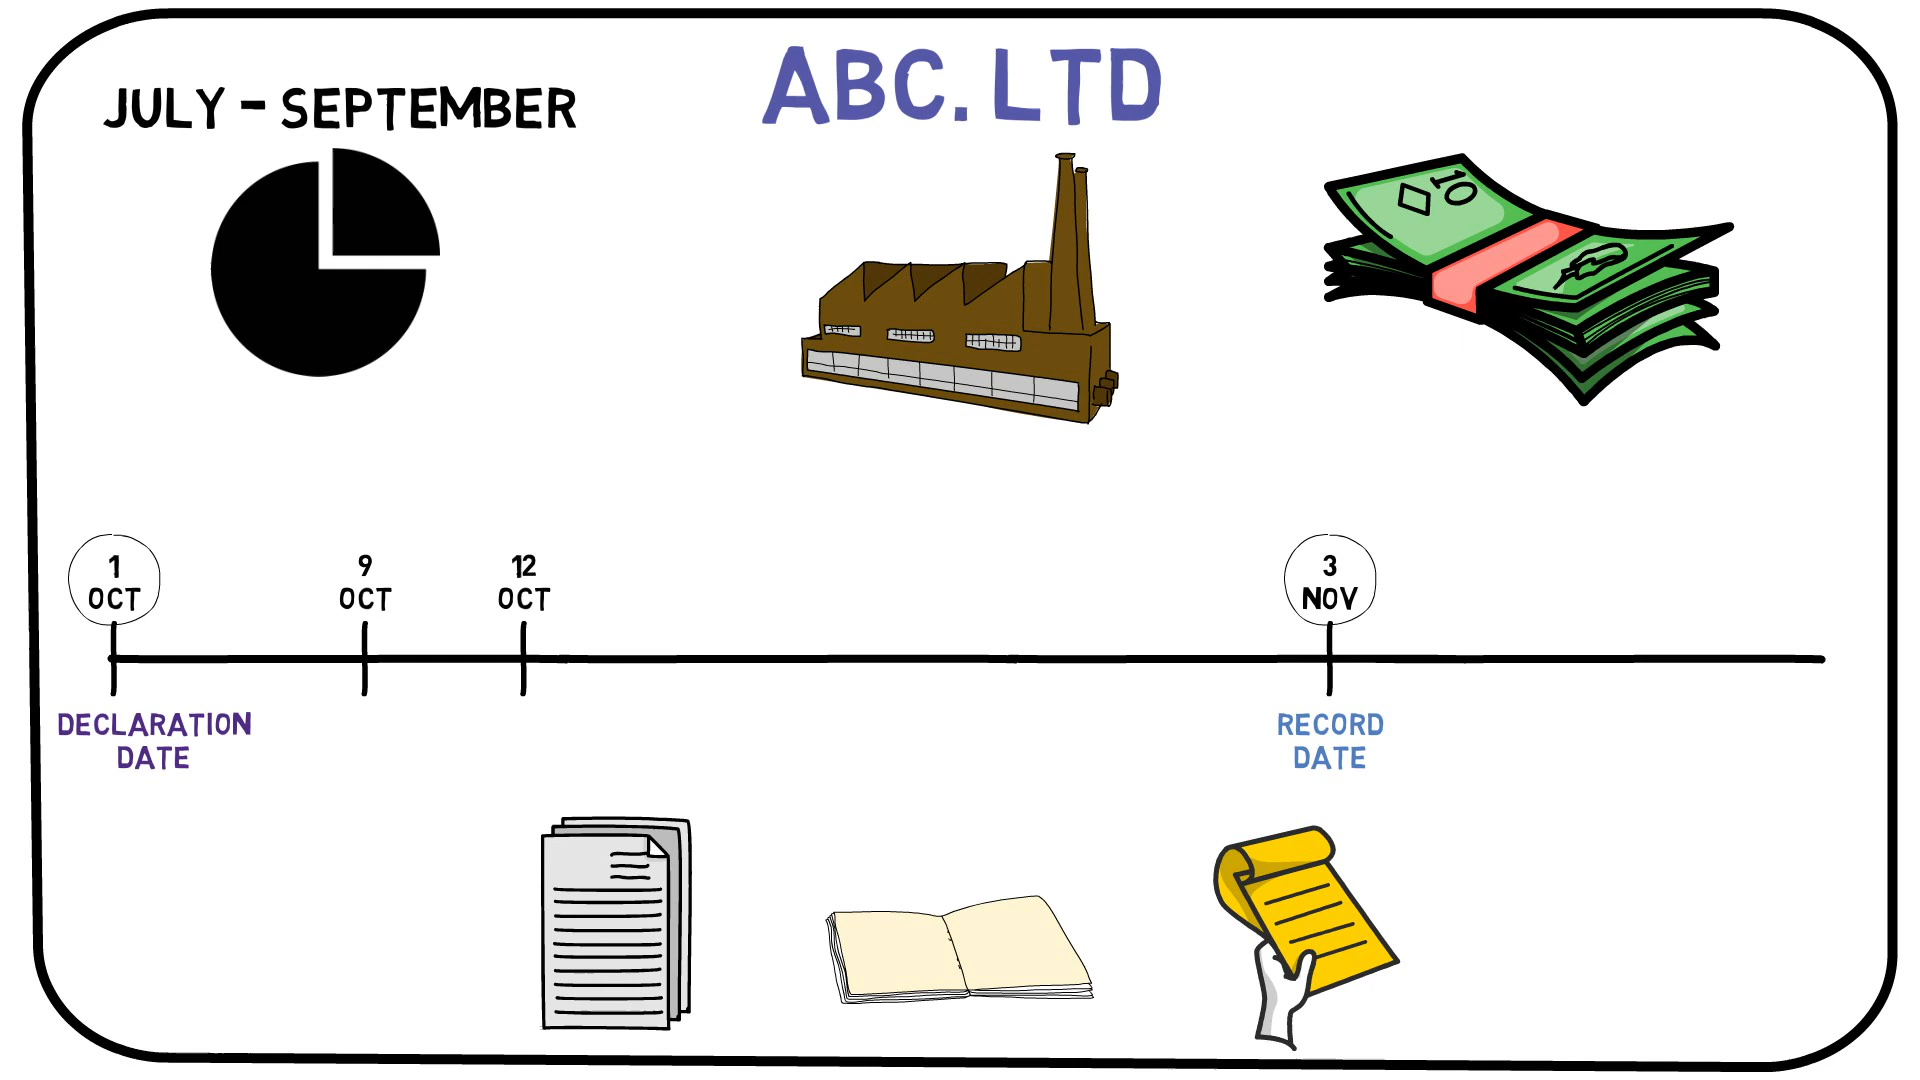 ABC. LTD
JULY - SEPTEMBER
10
1
OCT
9
OCT
12
OCT
3
NOV
DECLARATION
DATE
RECORD
DATE